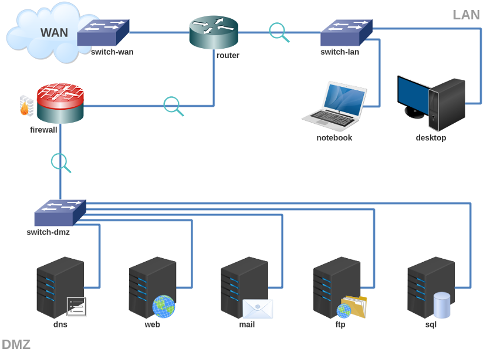 LAN
WAN
switch-wan
router
switch-lan
firewall
notebook
desktop
switch-dmz
dns
web
mail
ftp
sql
DMZ